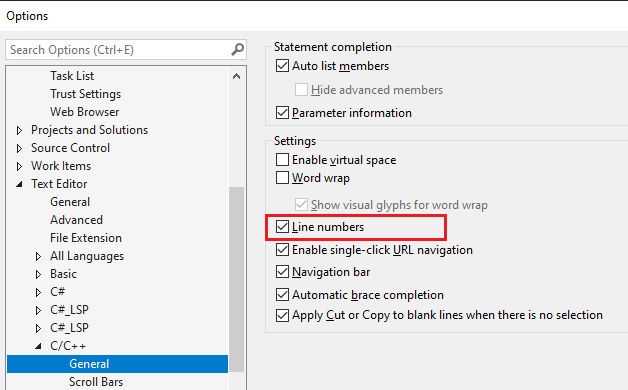 Options
Search Options (Ctrl+E)
Task List
Trust Settings
Web Browser
Projects and Solutions
Source Control
Work Items
Text Editor
General
Advanced
File Extension
All Languages
Basic
C#
C#_LSP
C#_LSP
C/C++
General
Scroll Bars
Statement completion
Auto list members
Hide advanced members
Parameter information
Settings
Enable virtual space
Word wrap
Show visual glyphs for word wrap
Line numbers
Enable single-click URL navigation
Navigation bar
Automatic brace completion
Apply Cut or Copy to blank lines when there is no selection